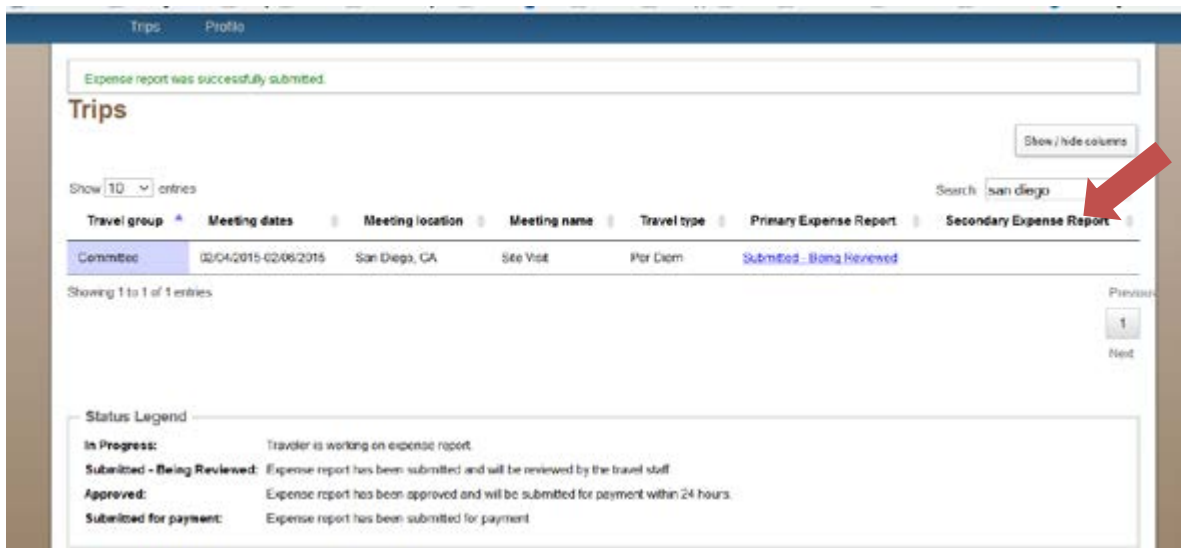 Trips Profile
Expense report was successfully submitted.
Trips
Show / hide columns
Show 10 entries
Search: san diego
Travel group Meeting dates Meeting location Meeting name Travel type Primary Expense Report Secondary Expense Report
Committee 02/04/2015-02/06/2015 San Diego, CA Site Visit Per Diem Submitted - Being Reviewed
Showing 1 to 1 of 1 entries
Previous
1
Next
Status Legend
In Progress: Traveler is working on expense report.
Submitted - Being Reviewed: Expense report has been submitted and will be reviewed by the travel staff
Approved: Expense report has been approved and will be submitted for payment within 24 hours.
Submitted for payment: Expense report has been submitted for payment